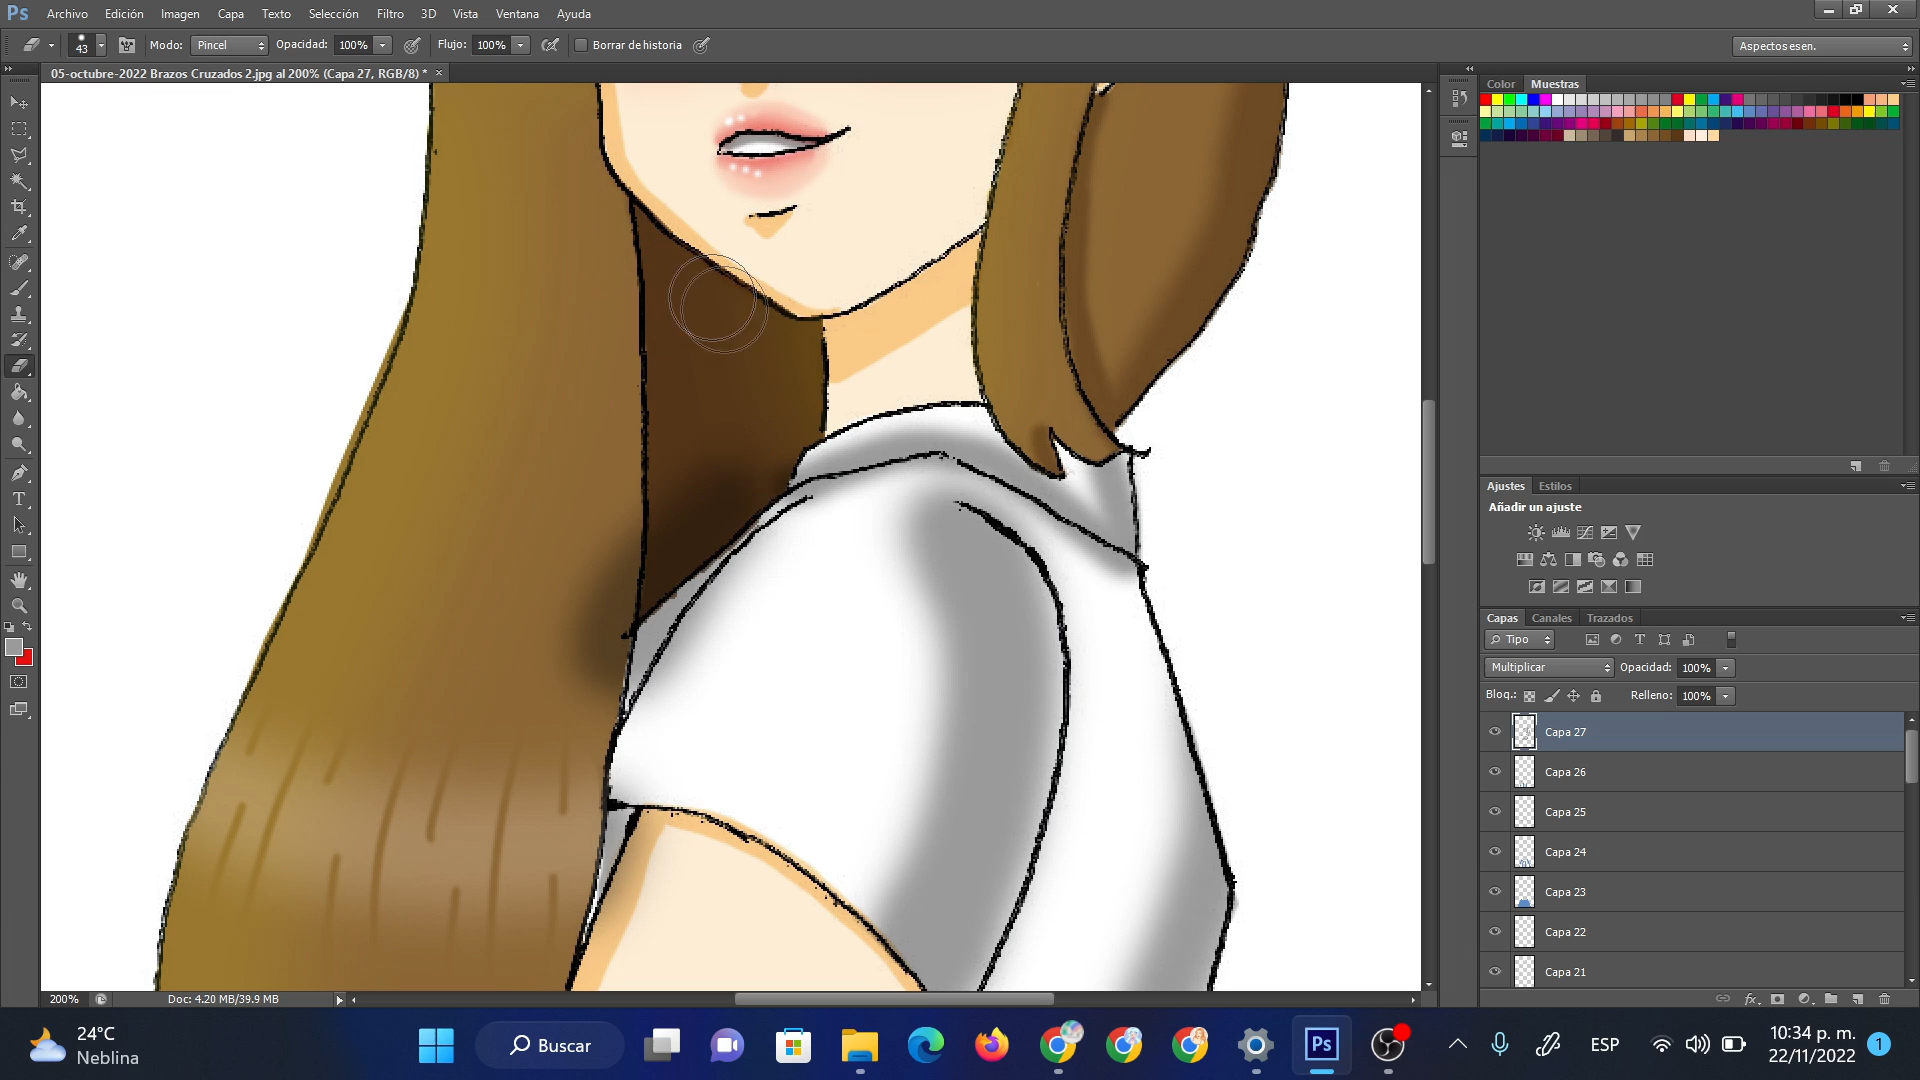 Ps Archivo Edición Imagen Capa Texto Selección Filtro 3D Vista Ventana Ayuda
43 Modo: Pincel Opacidad: 100% Flujo: 100% Borrar de historia Aspectos esen.
05-octubre-2022 Brazos Cruzados 2.jpg al 200% (Capa 27, RGB/8) * ×
Color Muestras
Ajustes Estilos
Añadir un ajuste
Capas Canales Trazados
Tipo
Multiplicar Opacidad: 100%
Bloq.: Relleno: 100%
Capa 27
Capa 26
Capa 25
Capa 24
Capa 23
Capa 22
Capa 21
200% Doc: 4.20 MB/39.9 MB
24°C
Neblina
Buscar
Ps
ESP
10:34 p. m.
22/11/2022
1